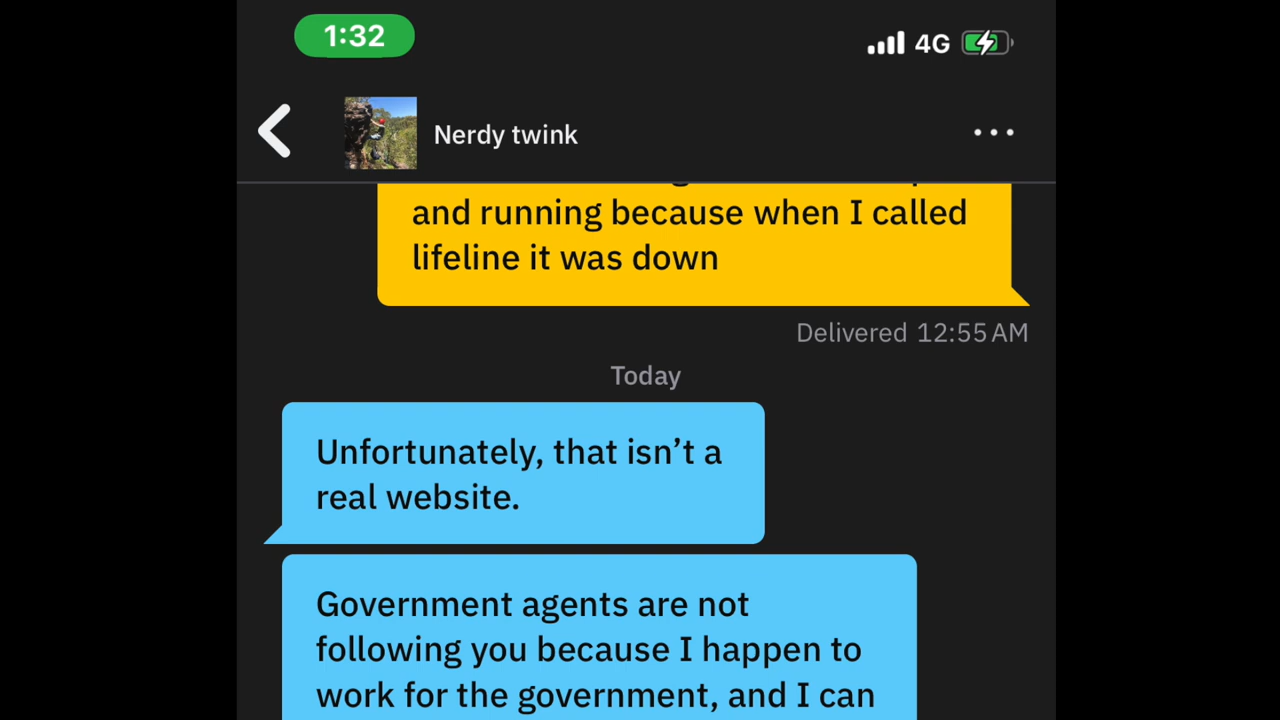 1:32
4G
Nerdy twink
and running because when I called
lifeline it was down
Delivered 12:55 AM
Today
Unfortunately, that isn’t a
real website.
Government agents are not
following you because I happen to
work for the government, and I can